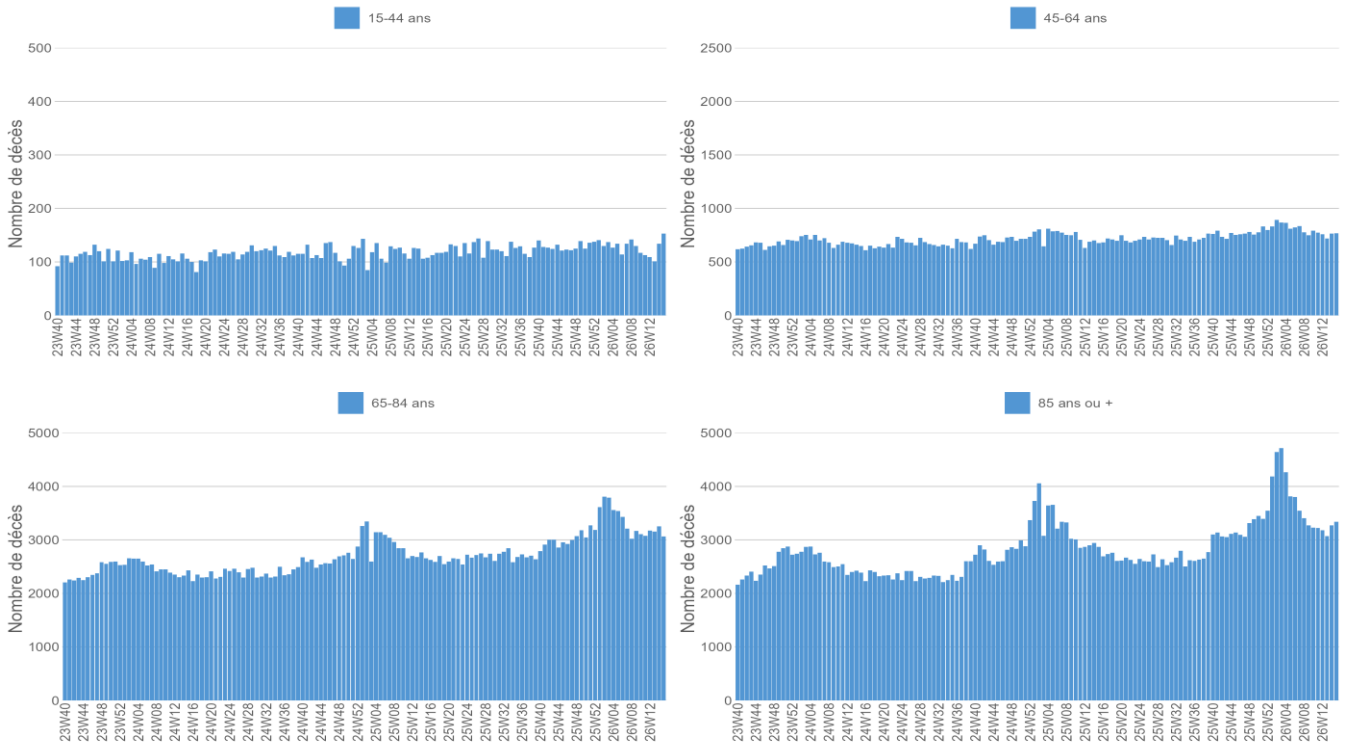 15-44 ans
500
400
300
200
100
0
Nombre de décès
23W40 23W44 23W48 23W52 24W04 24W08 24W12 24W16 24W20 24W24 24W28 24W32 24W36 24W40 24W44 24W48 24W52 25W04 25W08 25W12 25W16 25W20 25W24 25W28 25W32 25W36 25W40 25W44 25W48 25W52 26W04 26W08 26W12
45-64 ans
2500
2000
1500
1000
500
0
Nombre de décès
23W40 23W44 23W48 23W52 24W04 24W08 24W12 24W16 24W20 24W24 24W28 24W32 24W36 24W40 24W44 24W48 24W52 25W04 25W08 25W12 25W16 25W20 25W24 25W28 25W32 25W36 25W40 25W44 25W48 25W52 26W04 26W08 26W12
65-84 ans
5000
4000
3000
2000
1000
0
Nombre de décès
23W40 23W44 23W48 23W52 24W04 24W08 24W12 24W16 24W20 24W24 24W28 24W32 24W36 24W40 24W44 24W48 24W52 25W04 25W08 25W12 25W16 25W20 25W24 25W28 25W32 25W36 25W40 25W44 25W48 25W52 26W04 26W08 26W12
85 ans ou +
5000
4000
3000
2000
1000
0
Nombre de décès
23W40 23W44 23W48 23W52 24W04 24W08 24W12 24W16 24W20 24W24 24W28 24W32 24W36 24W40 24W44 24W48 24W52 25W04 25W08 25W12 25W16 25W20 25W24 25W28 25W32 25W36 25W40 25W44 25W48 25W52 26W04 26W08 26W12